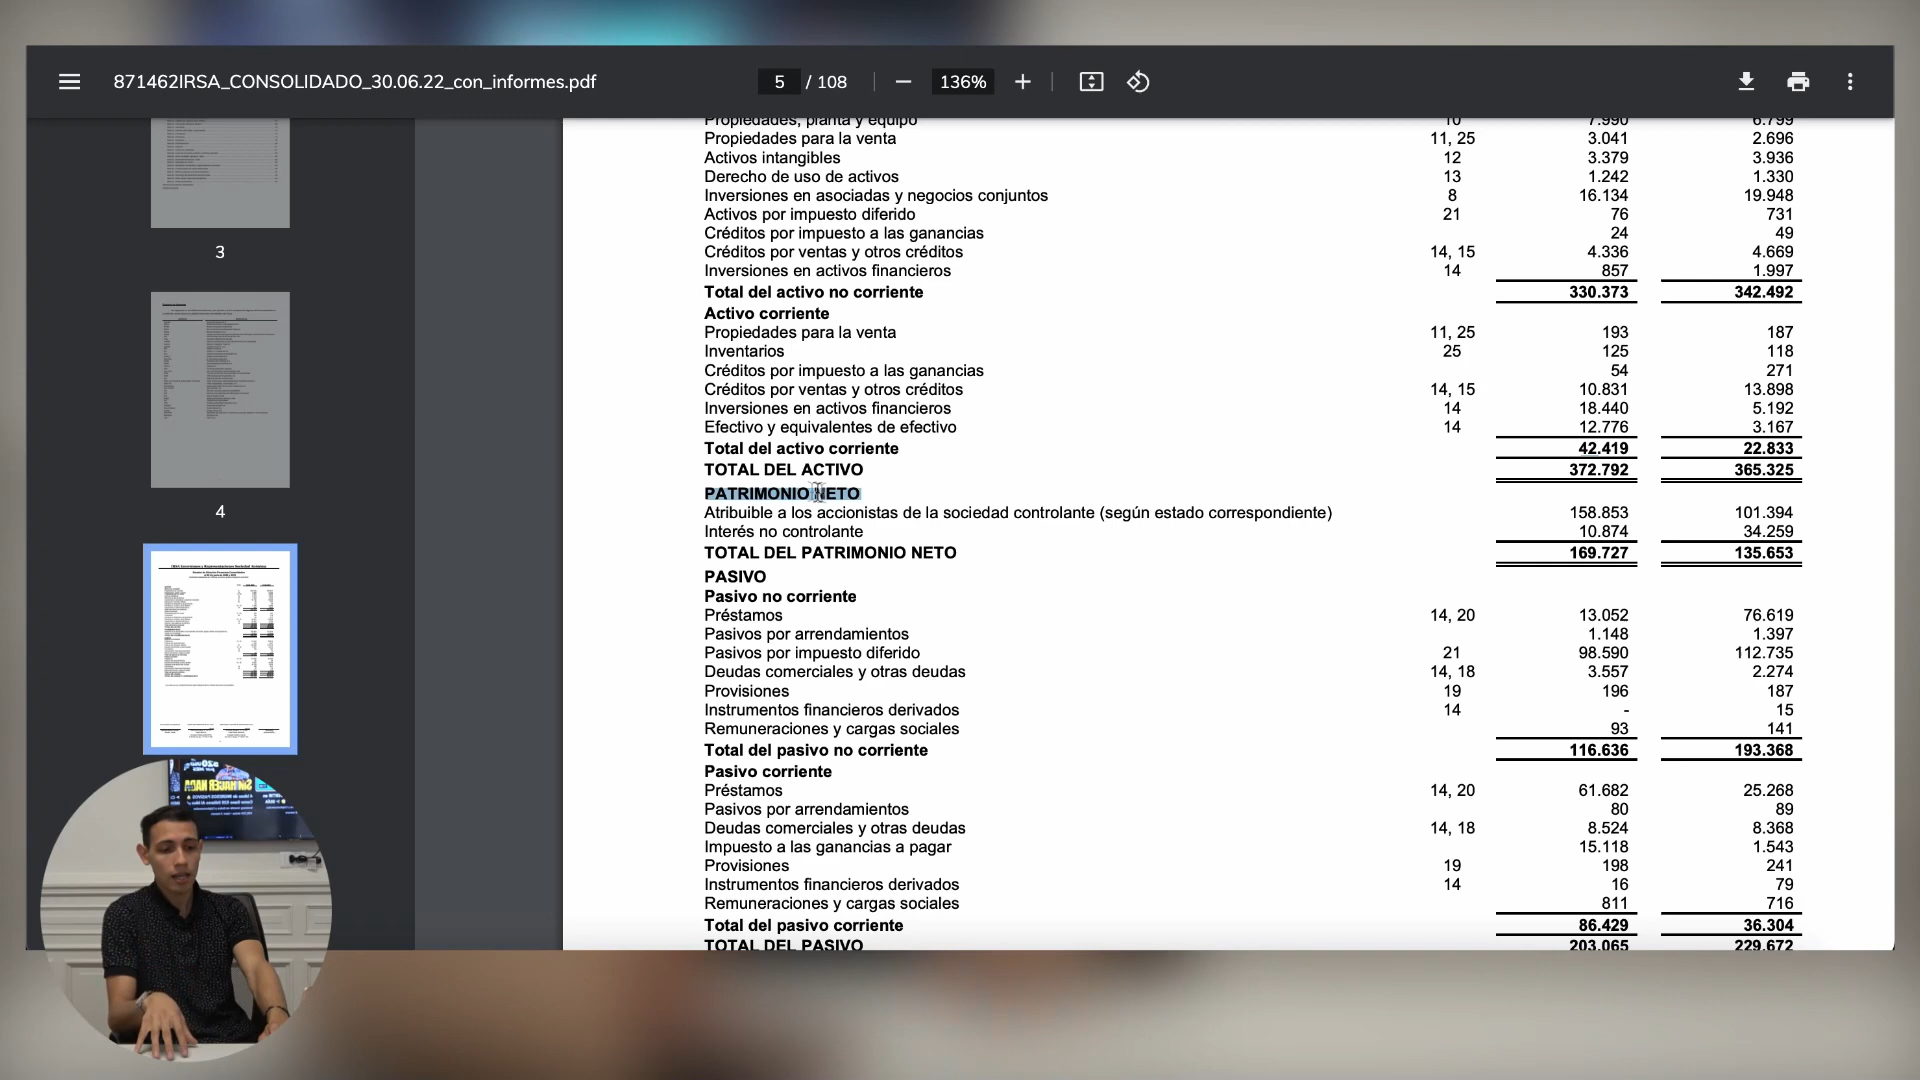 871462IRSA_CONSOLIDADO_30.06.22_con_informes.pdf 5 / 108 136%
3
4
Propiedades, planta y equipo 10 7.990 6.799
Propiedades para la venta 11, 25 3.041 2.696
Activos intangibles 12 3.379 3.936
Derecho de uso de activos 13 1.242 1.330
Inversiones en asociadas y negocios conjuntos 8 16.134 19.948
Activos por impuesto diferido 21 76 731
Créditos por impuesto a las ganancias 24 49
Créditos por ventas y otros créditos 14, 15 4.336 4.669
Inversiones en activos financieros 14 857 1.997
Total del activo no corriente 330.373 342.492
Activo corriente
Propiedades para la venta 11, 25 193 187
Inventarios 25 125 118
Créditos por impuesto a las ganancias 54 271
Créditos por ventas y otros créditos 14, 15 10.831 13.898
Inversiones en activos financieros 14 18.440 5.192
Efectivo y equivalentes de efectivo 14 12.776 3.167
Total del activo corriente 42.419 22.833
TOTAL DEL ACTIVO 372.792 365.325
PATRIMONIO NETO
Atribuible a los accionistas de la sociedad controlante (según estado correspondiente) 158.853 101.394
Interés no controlante 10.874 34.259
TOTAL DEL PATRIMONIO NETO 169.727 135.653
PASIVO
Pasivo no corriente
Préstamos 14, 20 13.052 76.619
Pasivos por arrendamientos 1.148 1.397
Pasivos por impuesto diferido 21 98.590 112.735
Deudas comerciales y otras deudas 14, 18 3.557 2.274
Provisiones 19 196 187
Instrumentos financieros derivados 14 - 15
Remuneraciones y cargas sociales 93 141
Total del pasivo no corriente 116.636 193.368
Pasivo corriente
Préstamos 14, 20 61.682 25.268
Pasivos por arrendamientos 80 89
Deudas comerciales y otras deudas 14, 18 8.524 8.368
Impuesto a las ganancias a pagar 15.118 1.543
Provisiones 19 198 241
Instrumentos financieros derivados 14 16 79
Remuneraciones y cargas sociales 811 716
Total del pasivo corriente 86.429 36.304
TOTAL DEL PASIVO 203.065 229.672
SIN HACER NADA